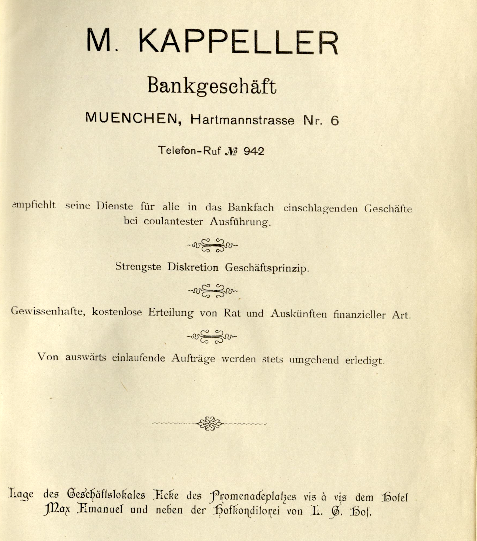 M. KAPPELLER
Bankgeschäft
MUENCHEN, Hartmannstrasse Nr. 6
Telefon-Ruf № 942
empfiehlt seine Dienste für alle in das Bankfach einschlagenden Geschäfte
bei coulantester Ausführung.
Strengste Diskretion Geschäftsprinzip.
Gewissenhafte, kostenlose Erteilung von Rat und Auskünften finanzieller Art.
Von auswärts einlaufende Aufträge werden stets umgehend erledigt.
Lage des Geschäftslokales Ecke des Promenadeplatzes vis à vis dem Hotel
Max Emanuel und neben der Hofkonditorei von L. G. Hof.